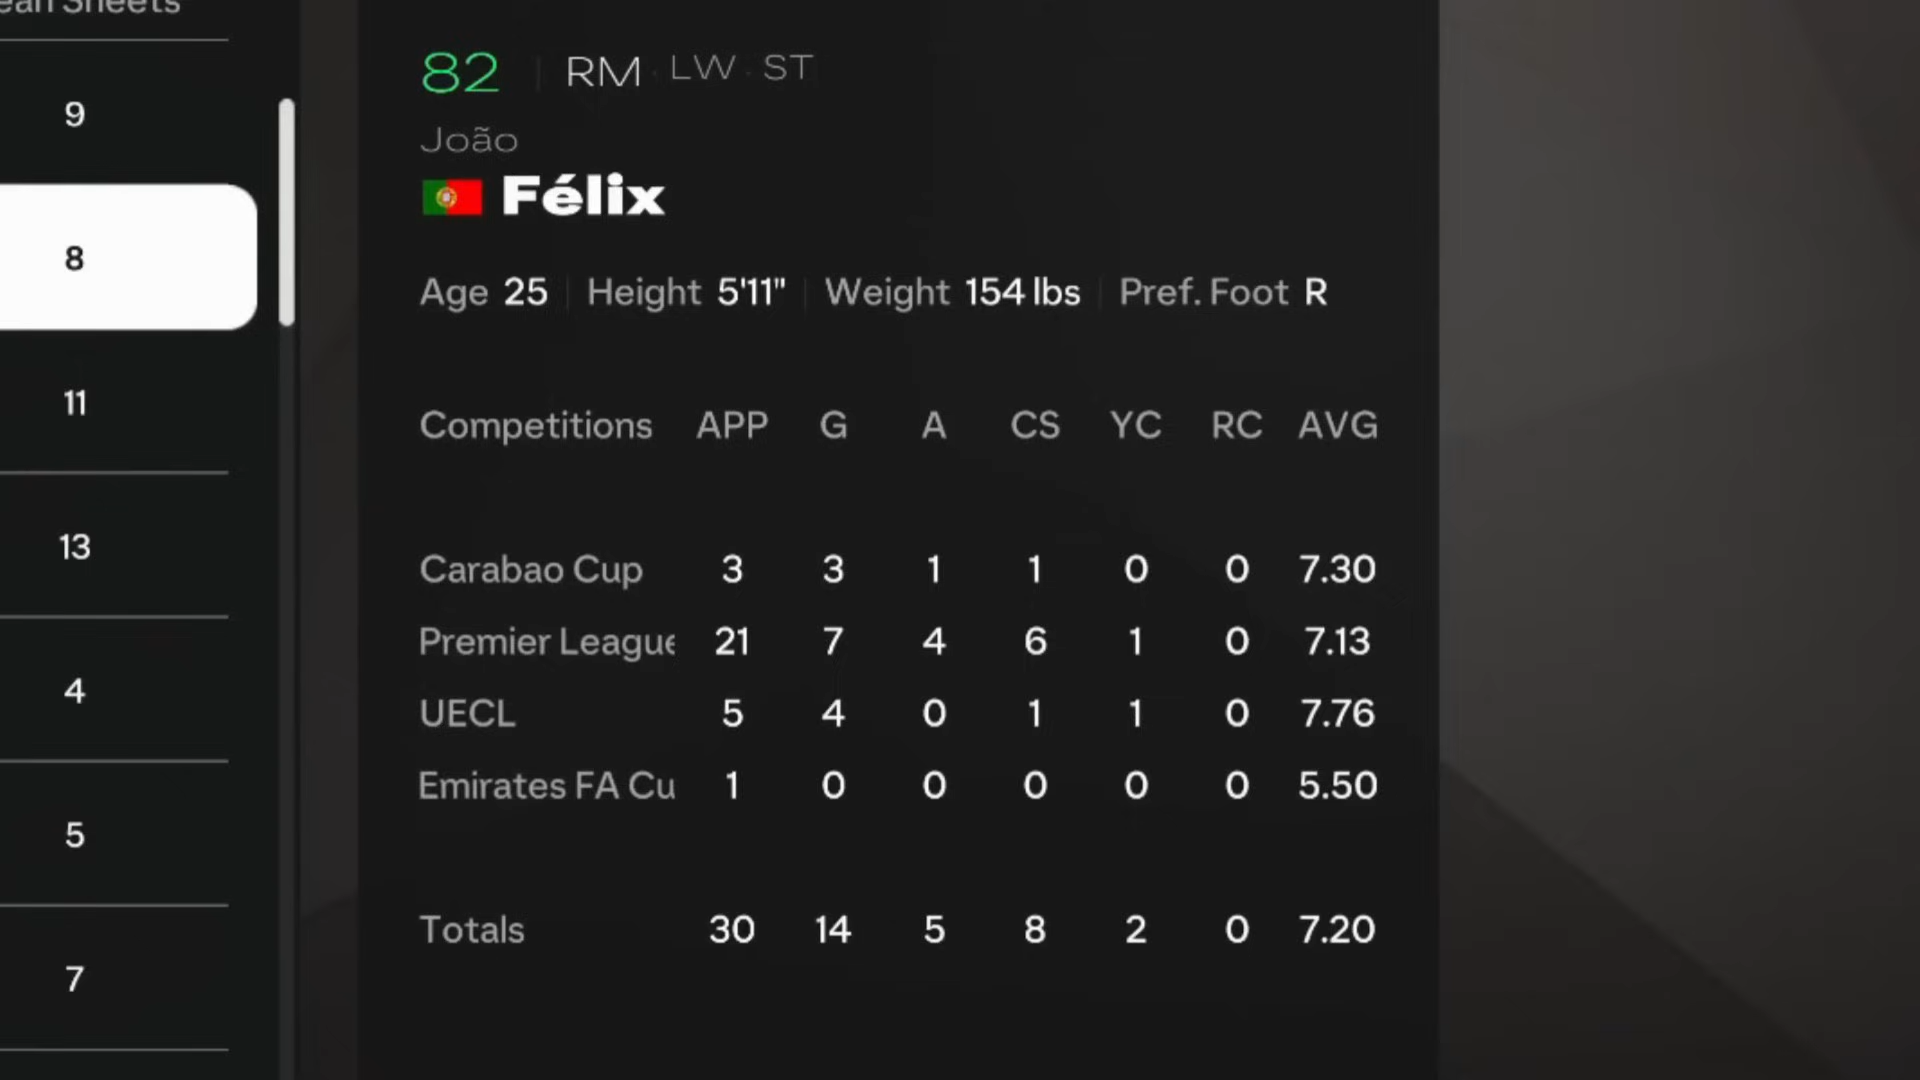 9
8
11
13
4
5
7
82 RM · LW · ST
João
Félix
Age 25 Height 5'11" Weight 154 lbs Pref. Foot R
Competitions APP G A CS YC RC AVG
Carabao Cup 3 3 1 1 0 0 7.30
Premier League 21 7 4 6 1 0 7.13
UECL 5 4 0 1 1 0 7.76
Emirates FA Cu 1 0 0 0 0 0 5.50
Totals 30 14 5 8 2 0 7.20